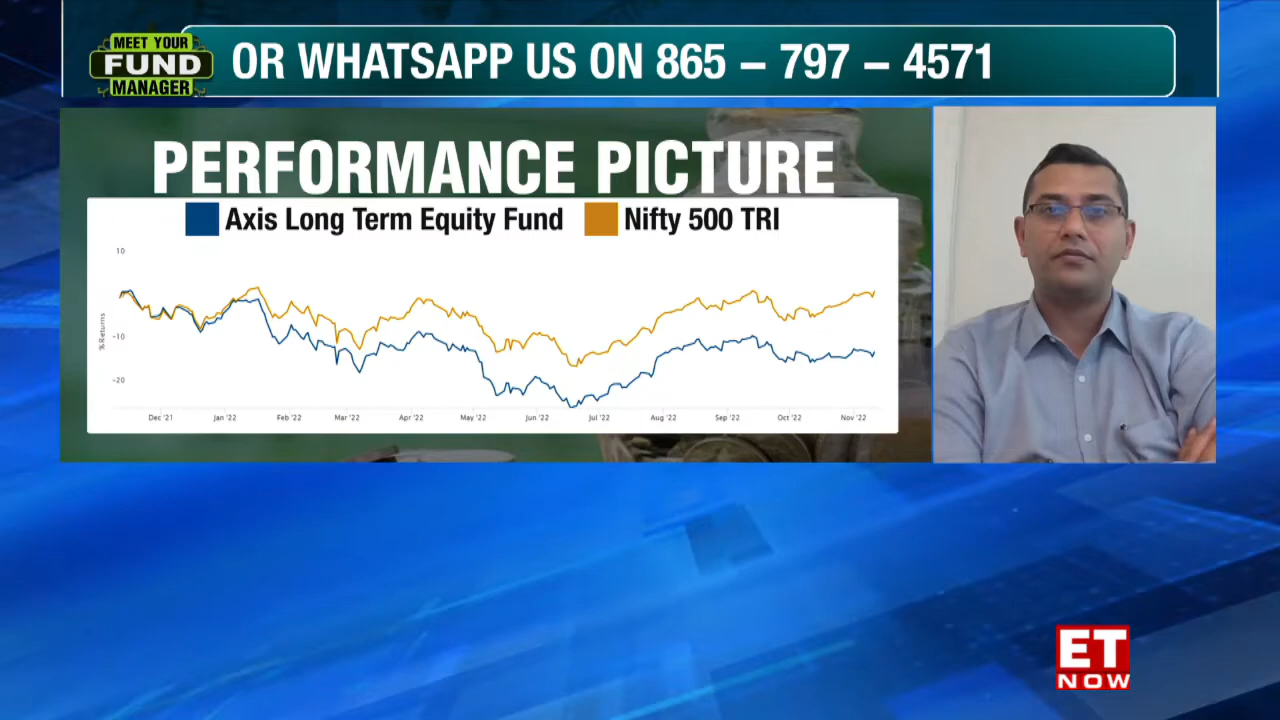 MEET YOUR
FUND
MANAGER
OR WHATSAPP US ON 865 – 797 – 4571
PERFORMANCE PICTURE
Axis Long Term Equity Fund
Nifty 500 TRI
10
-10
-20
% Returns
Dec '21
Jan '22
Feb '22
Mar '22
Apr '22
May '22
Jun '22
Jul '22
Aug '22
Sep '22
Oct '22
Nov '22
ET
NOW